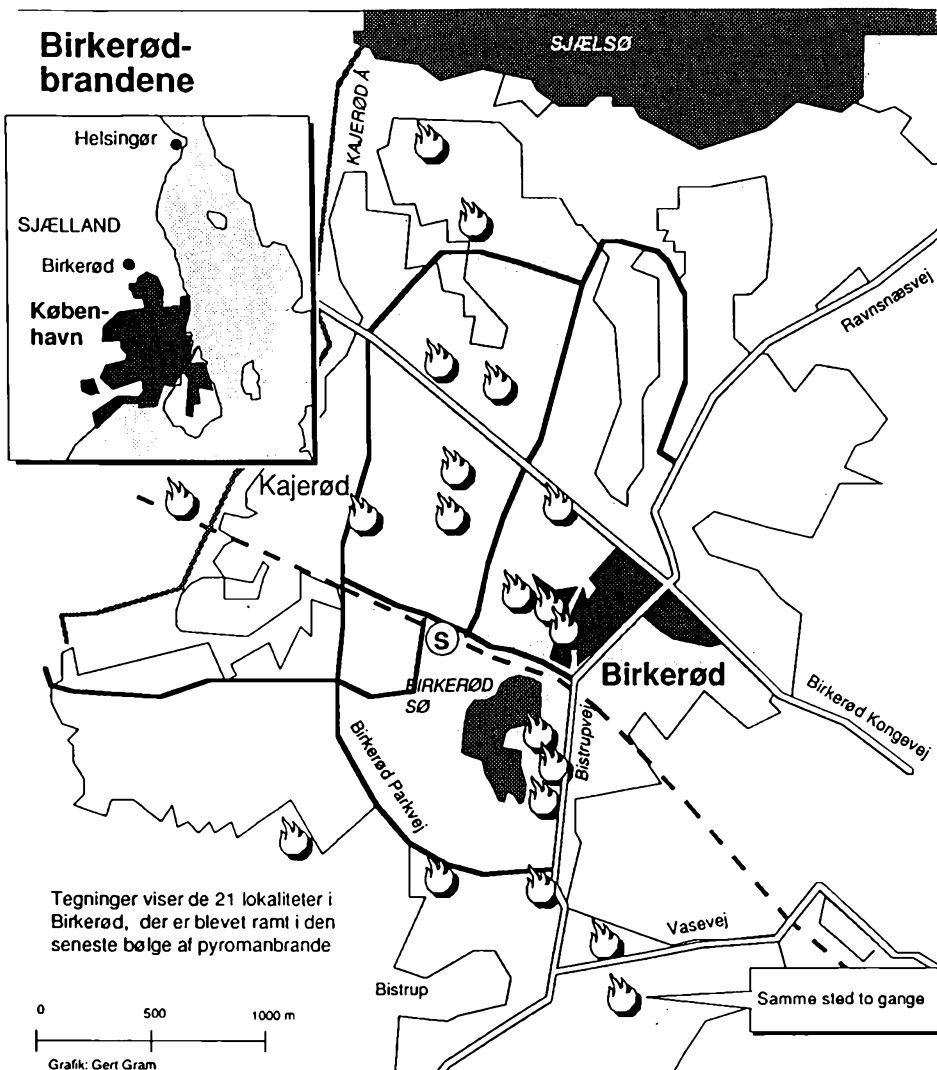 Birkerød-
brandene
SJÆLSØ
KAJERØD Å
Helsingør
SJÆLLAND
Birkerød
Køben-
havn
Ravnsnæsvej
Kajerød
S
Birkerød
BIRKERØD
SØ
Bistrupvej
Birkerød Kongevej
Birkerød Parkvej
Tegninger viser de 21 lokaliteter i
Birkerød, der er blevet ramt i den
seneste bølge af pyromanbrande
Vasevej
Bistrup
Samme sted to gange
0 500 1000 m
Grafik: Gert Gram